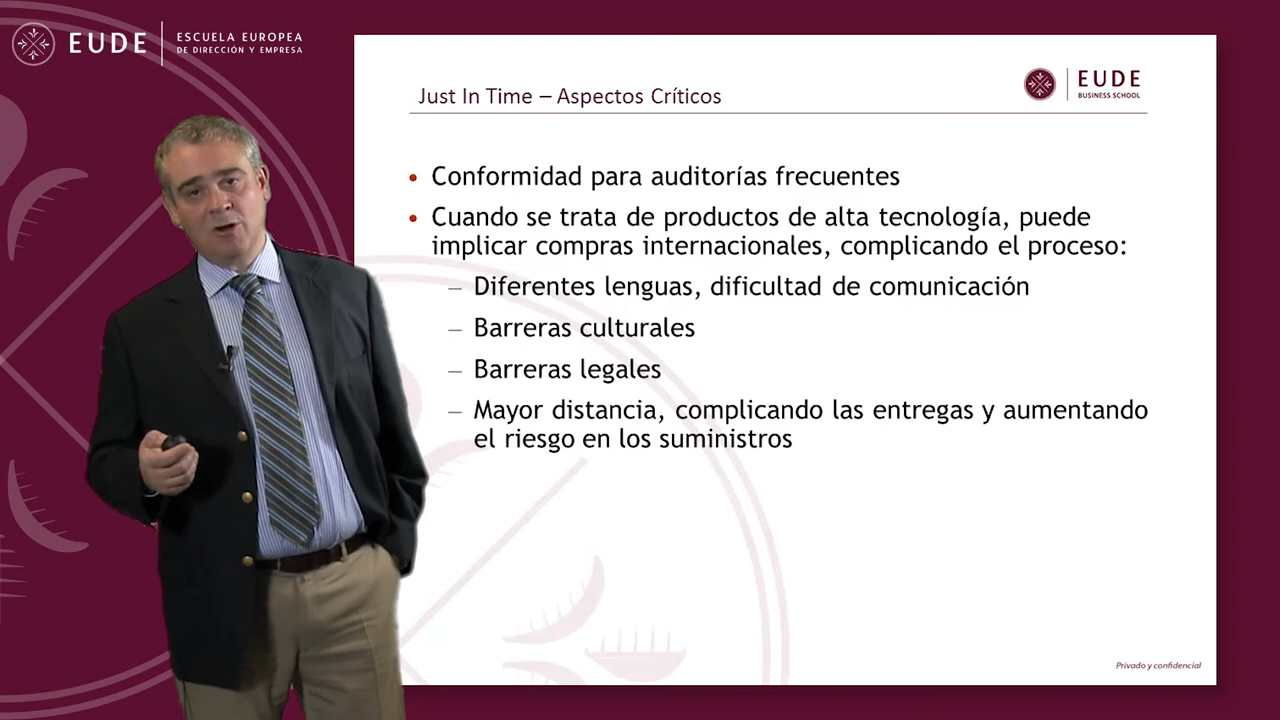 EUDE
ESCUELA EUROPEA
DE DIRECCIÓN Y EMPRESA
Just In Time – Aspectos Críticos
EUDE
BUSINESS SCHOOL
• Conformidad para auditorías frecuentes
• Cuando se trata de productos de alta tecnología, puede
implicar compras internacionales, complicando el proceso:
– Diferentes lenguas, dificultad de comunicación
– Barreras culturales
– Barreras legales
– Mayor distancia, complicando las entregas y aumentando
el riesgo en los suministros
Privado y confidencial